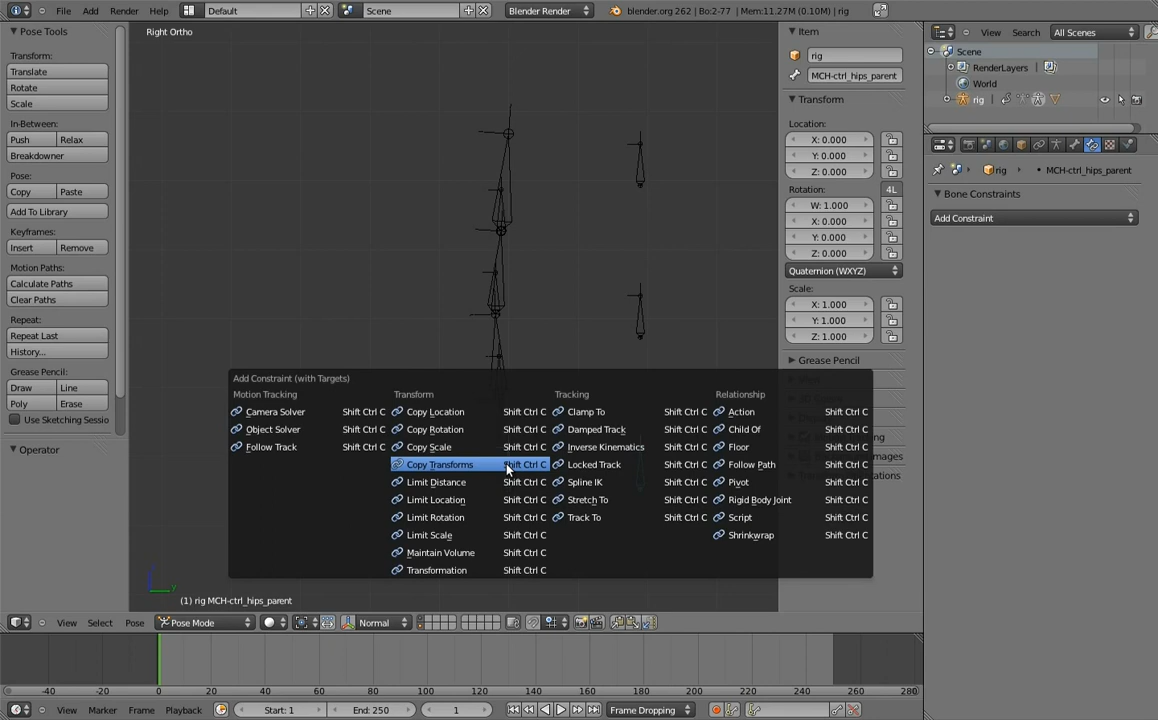 File Add Render Help Default Scene Blender Render blender.org 262 | Bo:2-77 | Mem:11.27M (0.10M) | rig
Pose Tools
Transform:
Translate
Rotate
Scale
In-Between:
Push Relax
Breakdowner
Pose:
Copy Paste
Add To Library
Keyframes:
Insert Remove
Motion Paths:
Calculate Paths
Clear Paths
Repeat:
Repeat Last
History...
Grease Pencil:
Draw Line
Poly Erase
Use Sketching Sessio
Operator
Right Ortho
Add Constraint (with Targets)
Motion Tracking
Camera Solver Shift Ctrl C
Object Solver Shift Ctrl C
Follow Track Shift Ctrl C
Transform
Copy Location Shift Ctrl C
Copy Rotation Shift Ctrl C
Copy Scale Shift Ctrl C
Copy Transforms Shift Ctrl C
Limit Distance Shift Ctrl C
Limit Location Shift Ctrl C
Limit Rotation Shift Ctrl C
Limit Scale Shift Ctrl C
Maintain Volume Shift Ctrl C
Transformation Shift Ctrl C
Tracking
Clamp To Shift Ctrl C
Damped Track Shift Ctrl C
Inverse Kinematics Shift Ctrl C
Locked Track Shift Ctrl C
Spline IK Shift Ctrl C
Stretch To Shift Ctrl C
Track To Shift Ctrl C
Relationship
Action Shift Ctrl C
Child Of Shift Ctrl C
Floor Shift Ctrl C
Follow Path Shift Ctrl C
Pivot Shift Ctrl C
Rigid Body Joint Shift Ctrl C
Script Shift Ctrl C
Shrinkwrap Shift Ctrl C
z
y
(1) rig MCH-ctrl_hips_parent
View Select Pose Pose Mode Normal
Item
rig
MCH-ctrl_hips_parent
Transform
Location:
X: 0.000
Y: 0.000
Z: 0.000
Rotation: 4L
W: 1.000
X: 0.000
Y: 0.000
Z: 0.000
Quaternion (WXYZ)
Scale:
X: 1.000
Y: 1.000
Z: 1.000
Grease Pencil
View Search All Scenes
Scene
RenderLayers
World
rig
rig MCH-ctrl_hips_parent
Bone Constraints
Add Constraint
-40 -20 0 20 40 60 80 100 120 140 160 180 200 220 240 260 280
View Marker Frame Playback Start: 1 End: 250 1 Frame Dropping